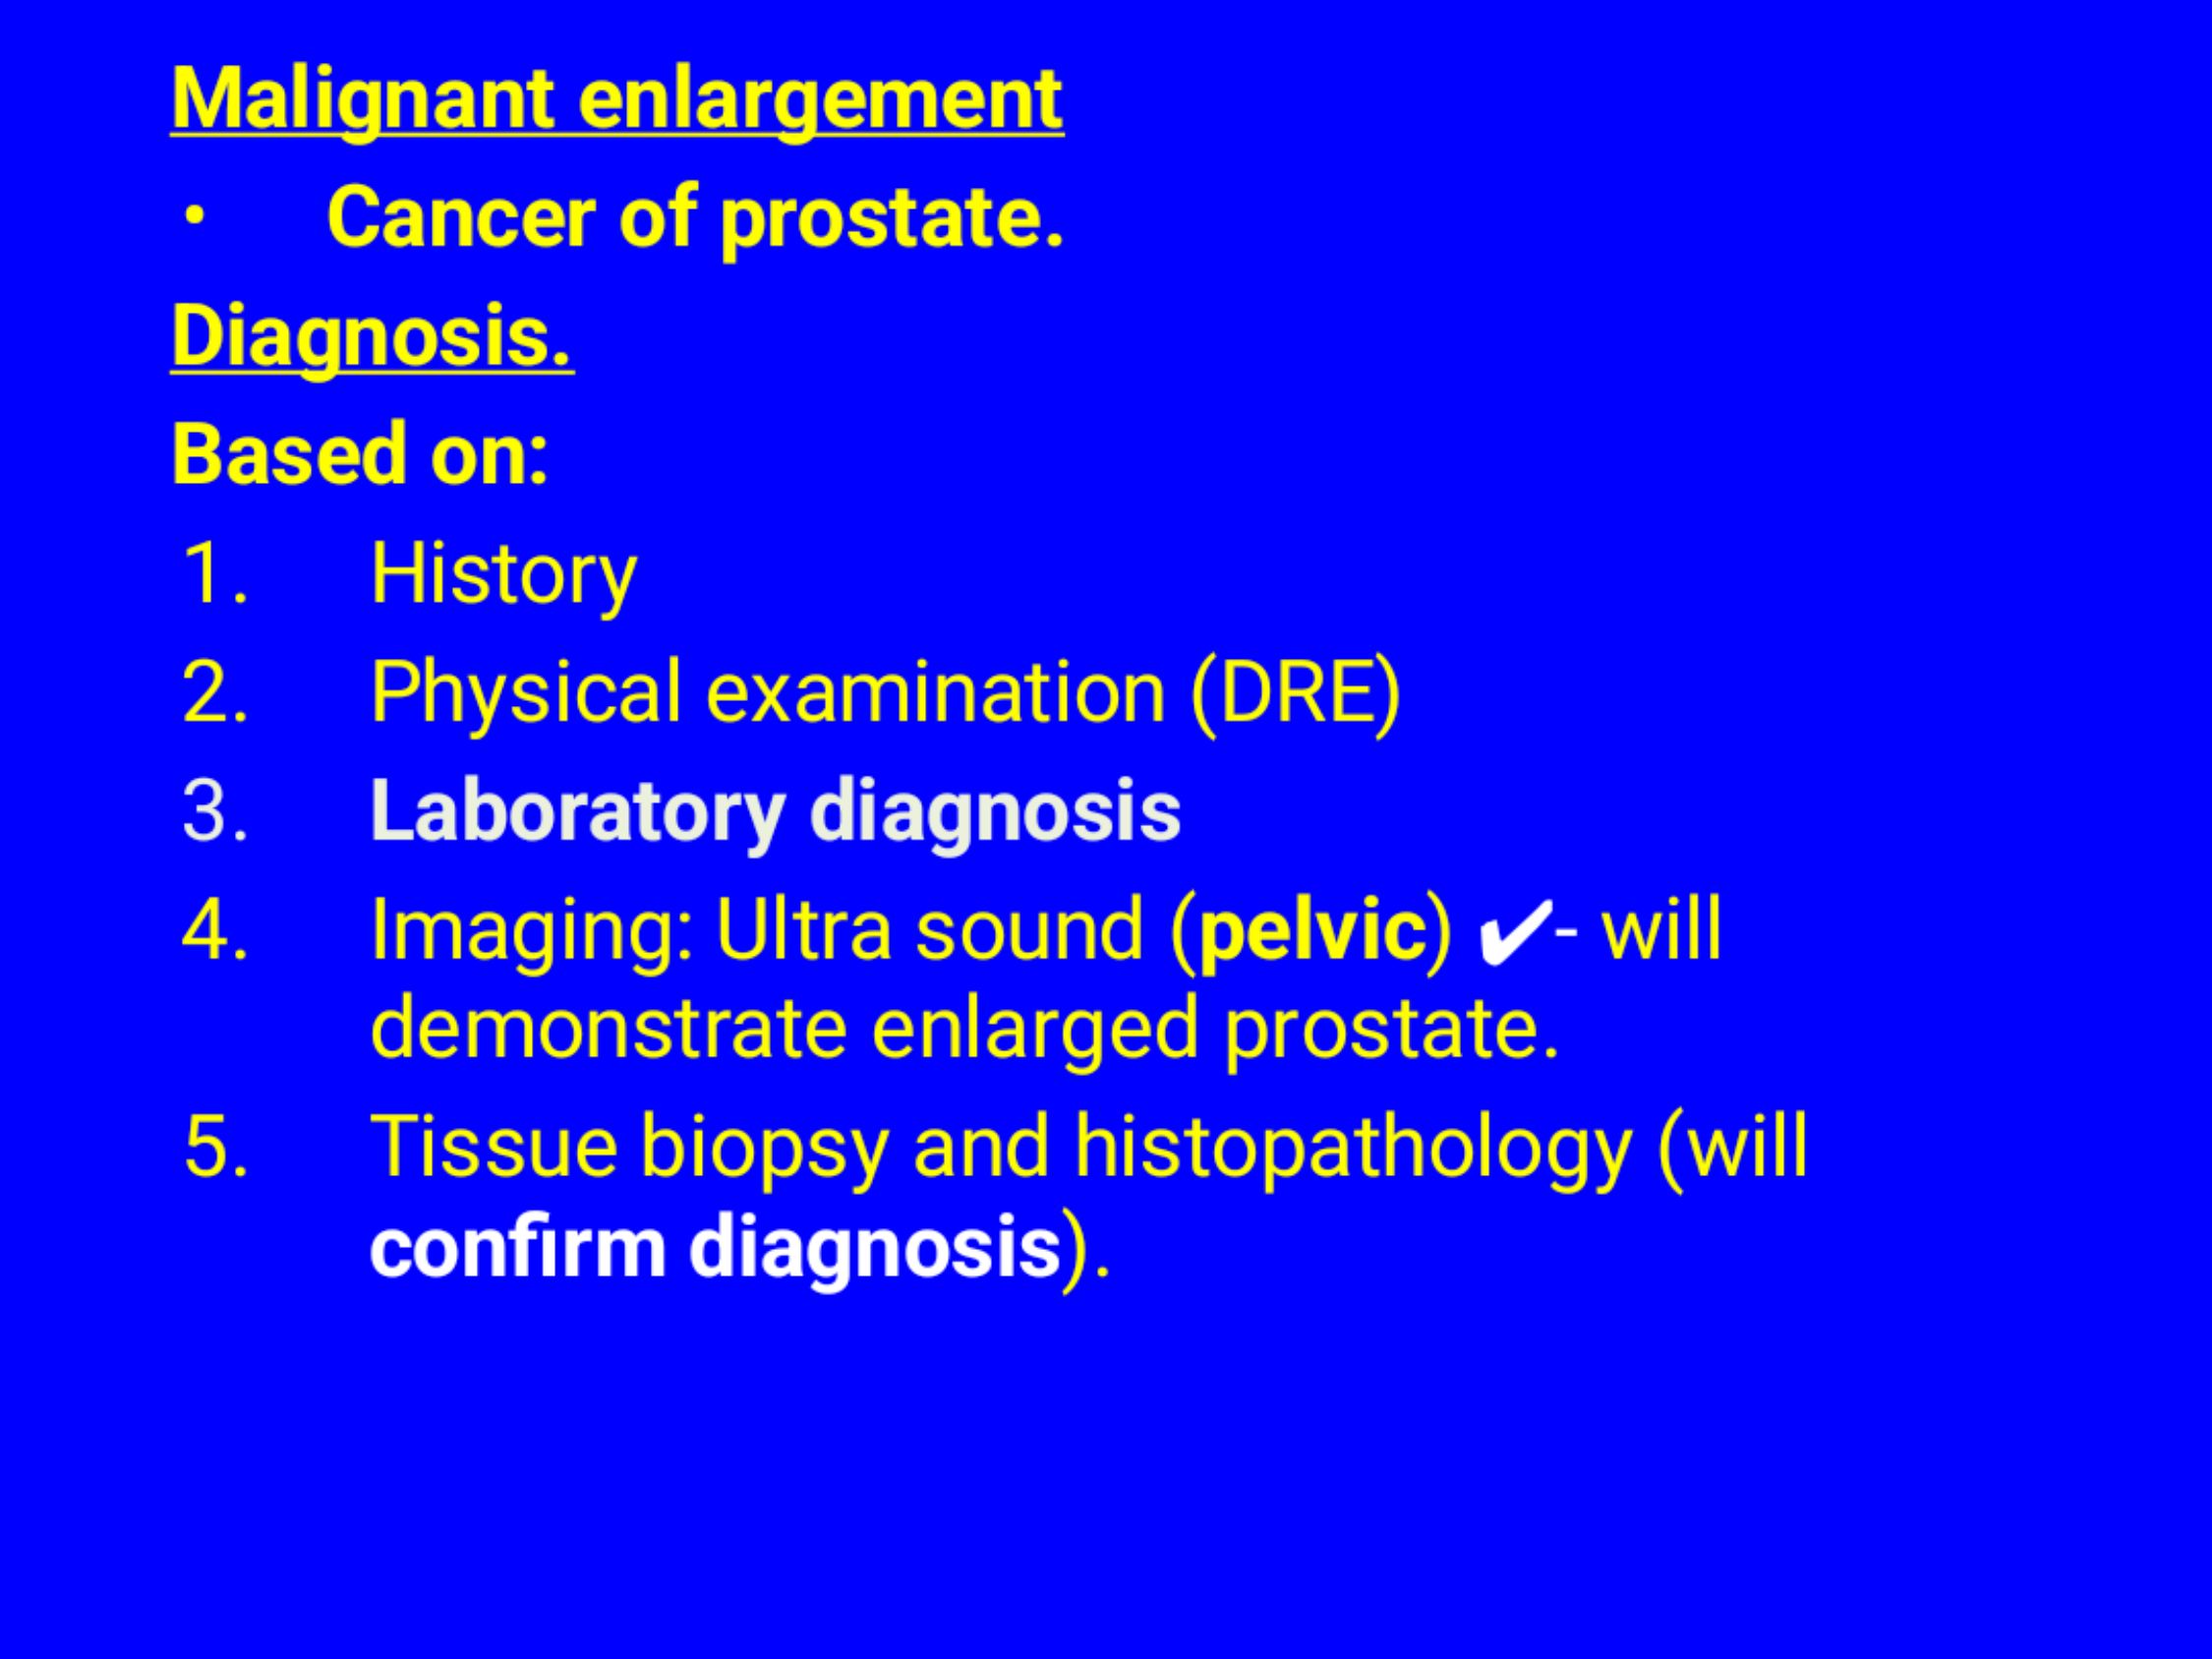 Malignant enlargement
• Cancer of prostate.
Diagnosis.
Based on:
1. History
2. Physical examination (DRE)
3. Laboratory diagnosis
4. Imaging: Ultra sound (pelvic) ✔- will
demonstrate enlarged prostate.
5. Tissue biopsy and histopathology (will
confirm diagnosis).